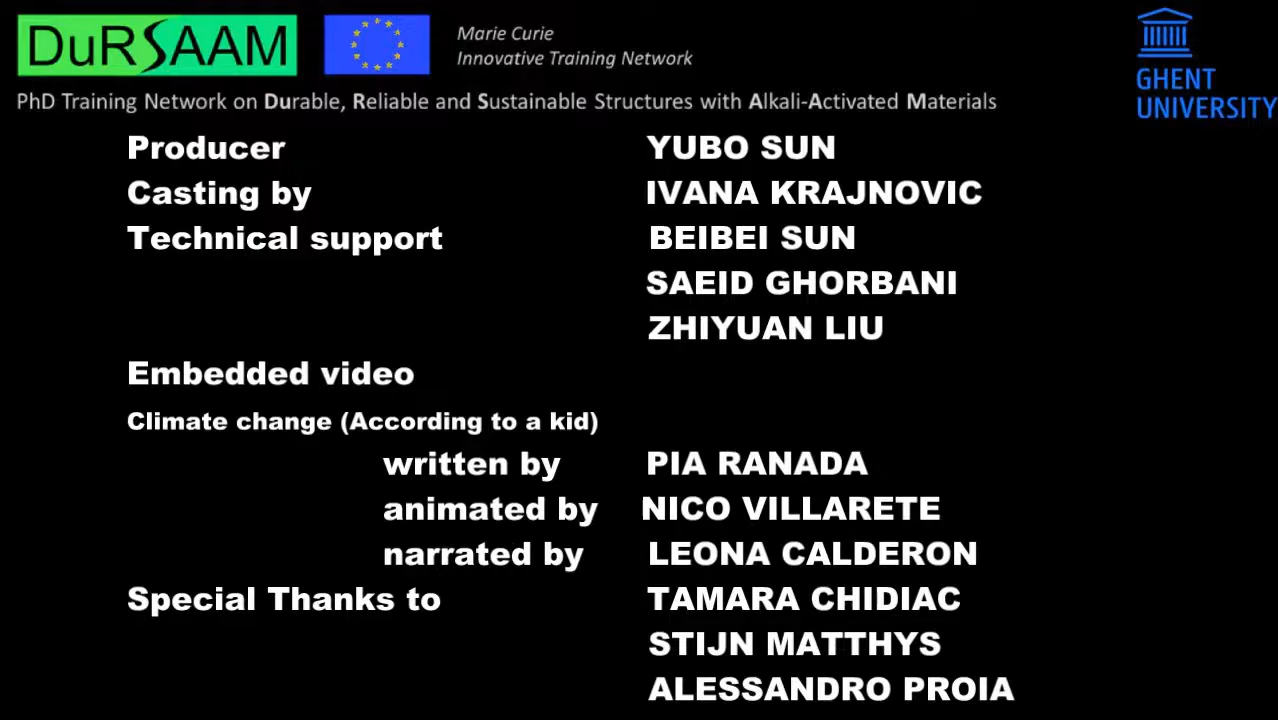 DuRSAAM
Marie Curie
Innovative Training Network
GHENT
UNIVERSITY
PhD Training Network on Durable, Reliable and Sustainable Structures with Alkali-Activated Materials
Producer YUBO SUN
Casting by IVANA KRAJNOVIC
Technical support BEIBEI SUN
SAEID GHORBANI
ZHIYUAN LIU
Embedded video
Climate change (According to a kid)
written by PIA RANADA
animated by NICO VILLARETE
narrated by LEONA CALDERON
Special Thanks to TAMARA CHIDIAC
STIJN MATTHYS
ALESSANDRO PROIA